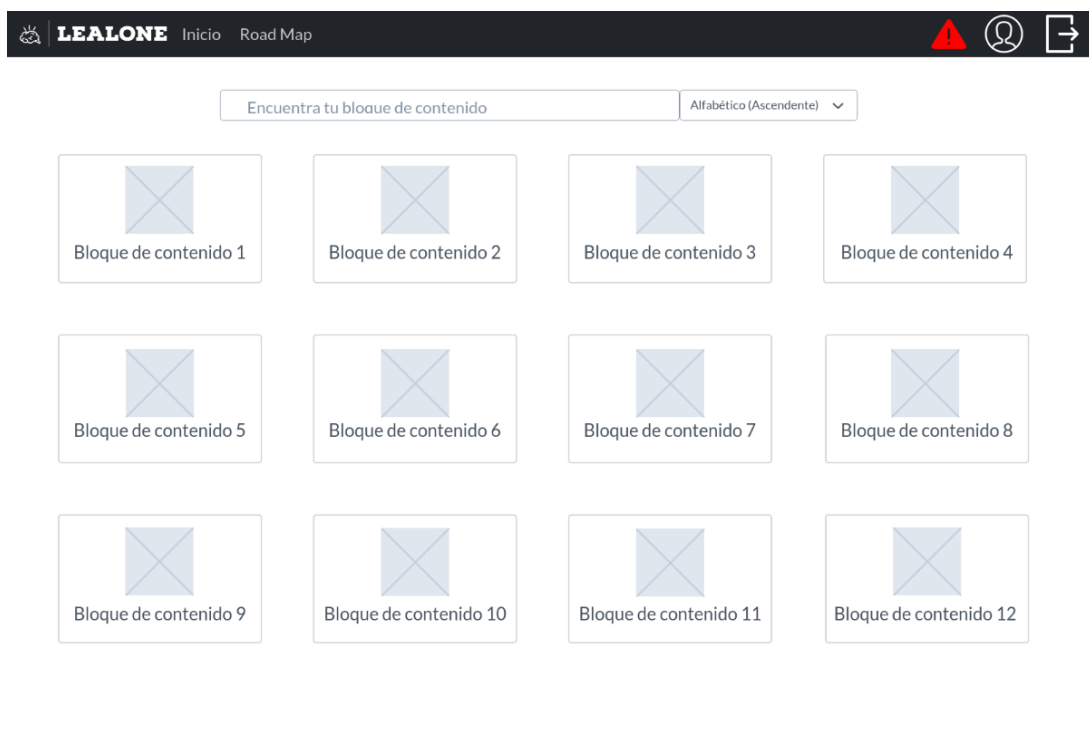 LEALONE Inicio Road Map
Encuentra tu bloque de contenido Alfabético (Ascendente)
Bloque de contenido 1 Bloque de contenido 2 Bloque de contenido 3 Bloque de contenido 4
Bloque de contenido 5 Bloque de contenido 6 Bloque de contenido 7 Bloque de contenido 8
Bloque de contenido 9 Bloque de contenido 10 Bloque de contenido 11 Bloque de contenido 12